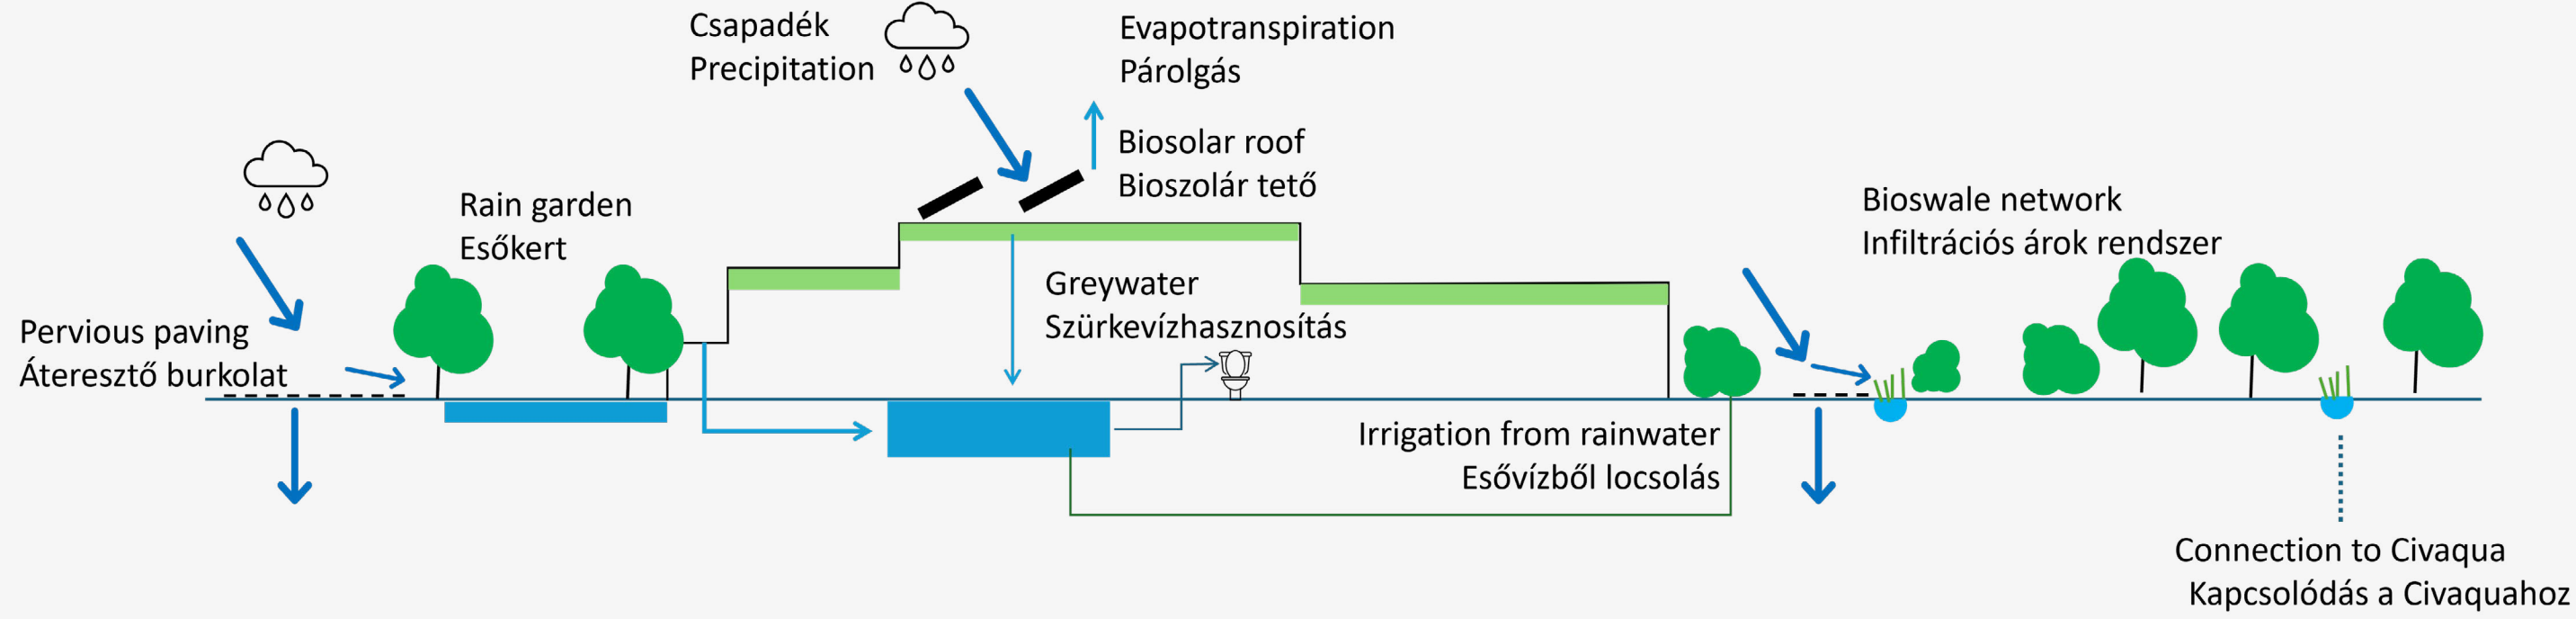 Csapadék
Precipitation
Evapotranspiration
Párolgás
Biosolar roof
Bioszolár tető
Rain garden
Esőkert
Bioswale network
Infiltrációs árok rendszer
Greywater
Szürkevízhasznosítás
Pervious paving
Áteresztő burkolat
Irrigation from rainwater
Esővízből locsolás
Connection to Civaqua
Kapcsolódás a Civaquahoz